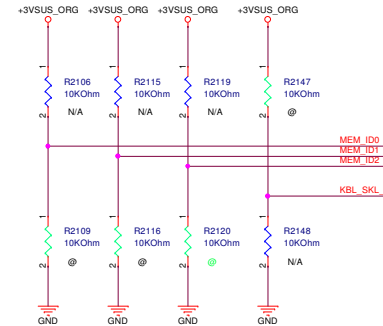 +3VSUS_ORG +3VSUS_ORG +3VSUS_ORG +3VSUS_ORG
1 1 1 1
R2106 R2115 R2119 R2147
10KOhm 10KOhm 10KOhm 10KOhm
2 2 2 2
N/A N/A N/A @
MEM_ID0
MEM_ID1
MEM_ID2
KBL_SKL_
1 1 1 1
R2109 R2116 R2120 R2148
10KOhm 10KOhm 10KOhm 10KOhm
2 2 2 2
@ @ @ N/A
GND GND GND GND